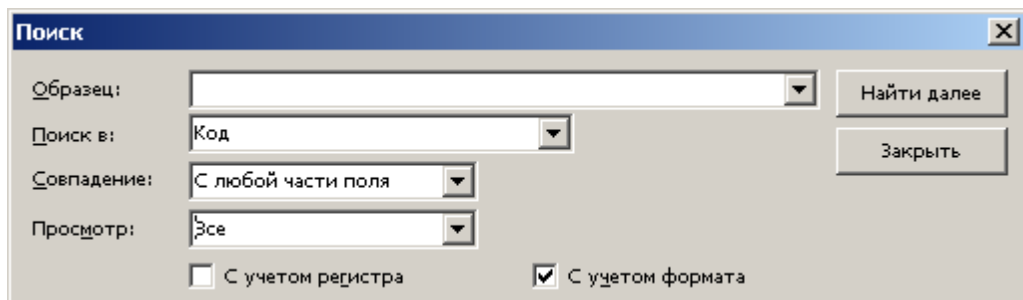 Поиск
Образец:
Найти далее
Поиск в: Код
Закрыть
Совпадение: С любой части поля
Просмотр: Все
С учетом регистра С учетом формата